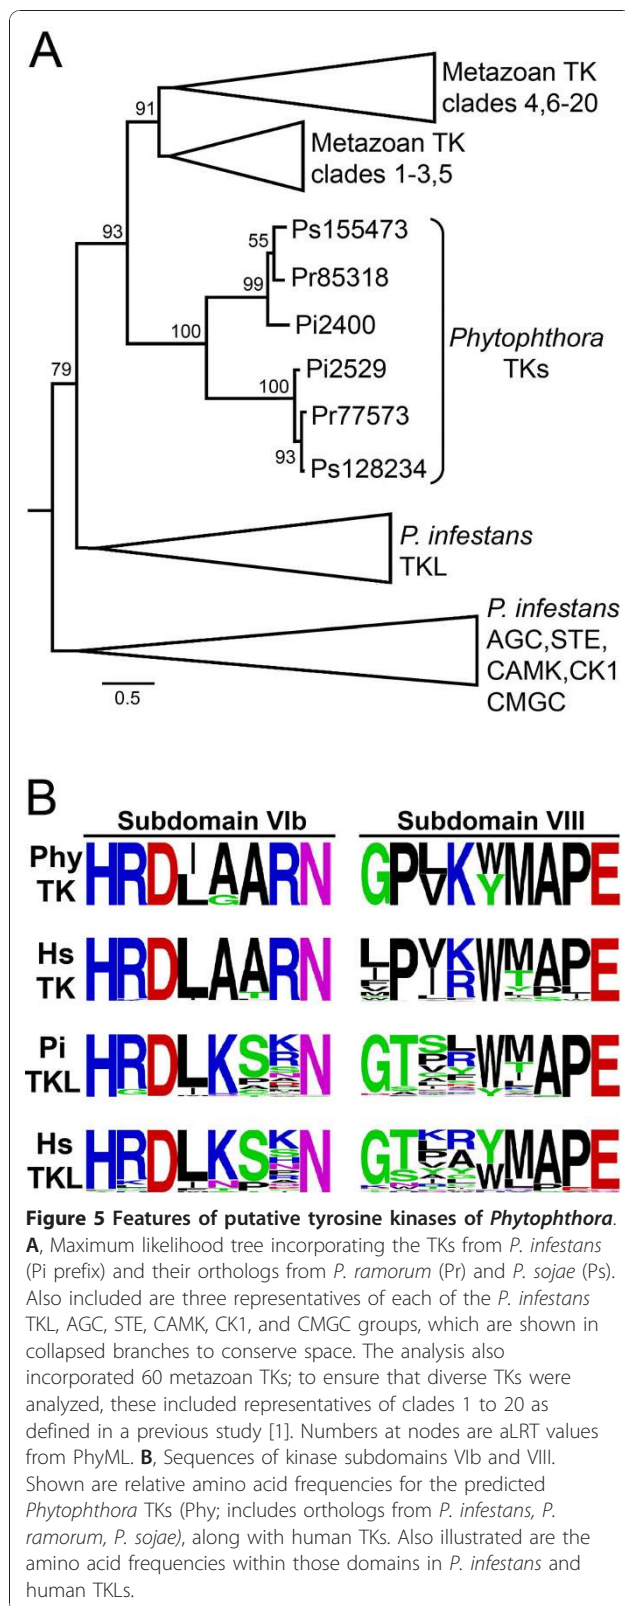 A
Metazoan TK
clades 4,6-20
91
Metazoan TK
clades 1-3,5
93
Ps155473
55
Pr85318
99
Pi2400
100
Phytophthora
TKs
Pi2529
100
Pr77573
93
Ps128234
79
P. infestans
TKL
P. infestans
AGC,STE,
CAMK,CK1
CMGC
0.5
B
Subdomain VIb Subdomain VIII
Phy
TK
Hs
TK
Pi
TKL
Hs
TKL
Figure 5 Features of putative tyrosine kinases of Phytophthora.
A, Maximum likelihood tree incorporating the TKs from P. infestans
(Pi prefix) and their orthologs from P. ramorum (Pr) and P. sojae (Ps).
Also included are three representatives of each of the P. infestans
TKL, AGC, STE, CAMK, CK1, and CMGC groups, which are shown in
collapsed branches to conserve space. The analysis also
incorporated 60 metazoan TKs; to ensure that diverse TKs were
analyzed, these included representatives of clades 1 to 20 as
defined in a previous study [1]. Numbers at nodes are aLRT values
from PhyML. B, Sequences of kinase subdomains VIb and VIII.
Shown are relative amino acid frequencies for the predicted
Phytophthora TKs (Phy; includes orthologs from P. infestans, P.
ramorum, P. sojae), along with human TKs. Also illustrated are the
amino acid frequencies within those domains in P. infestans and
human TKLs.